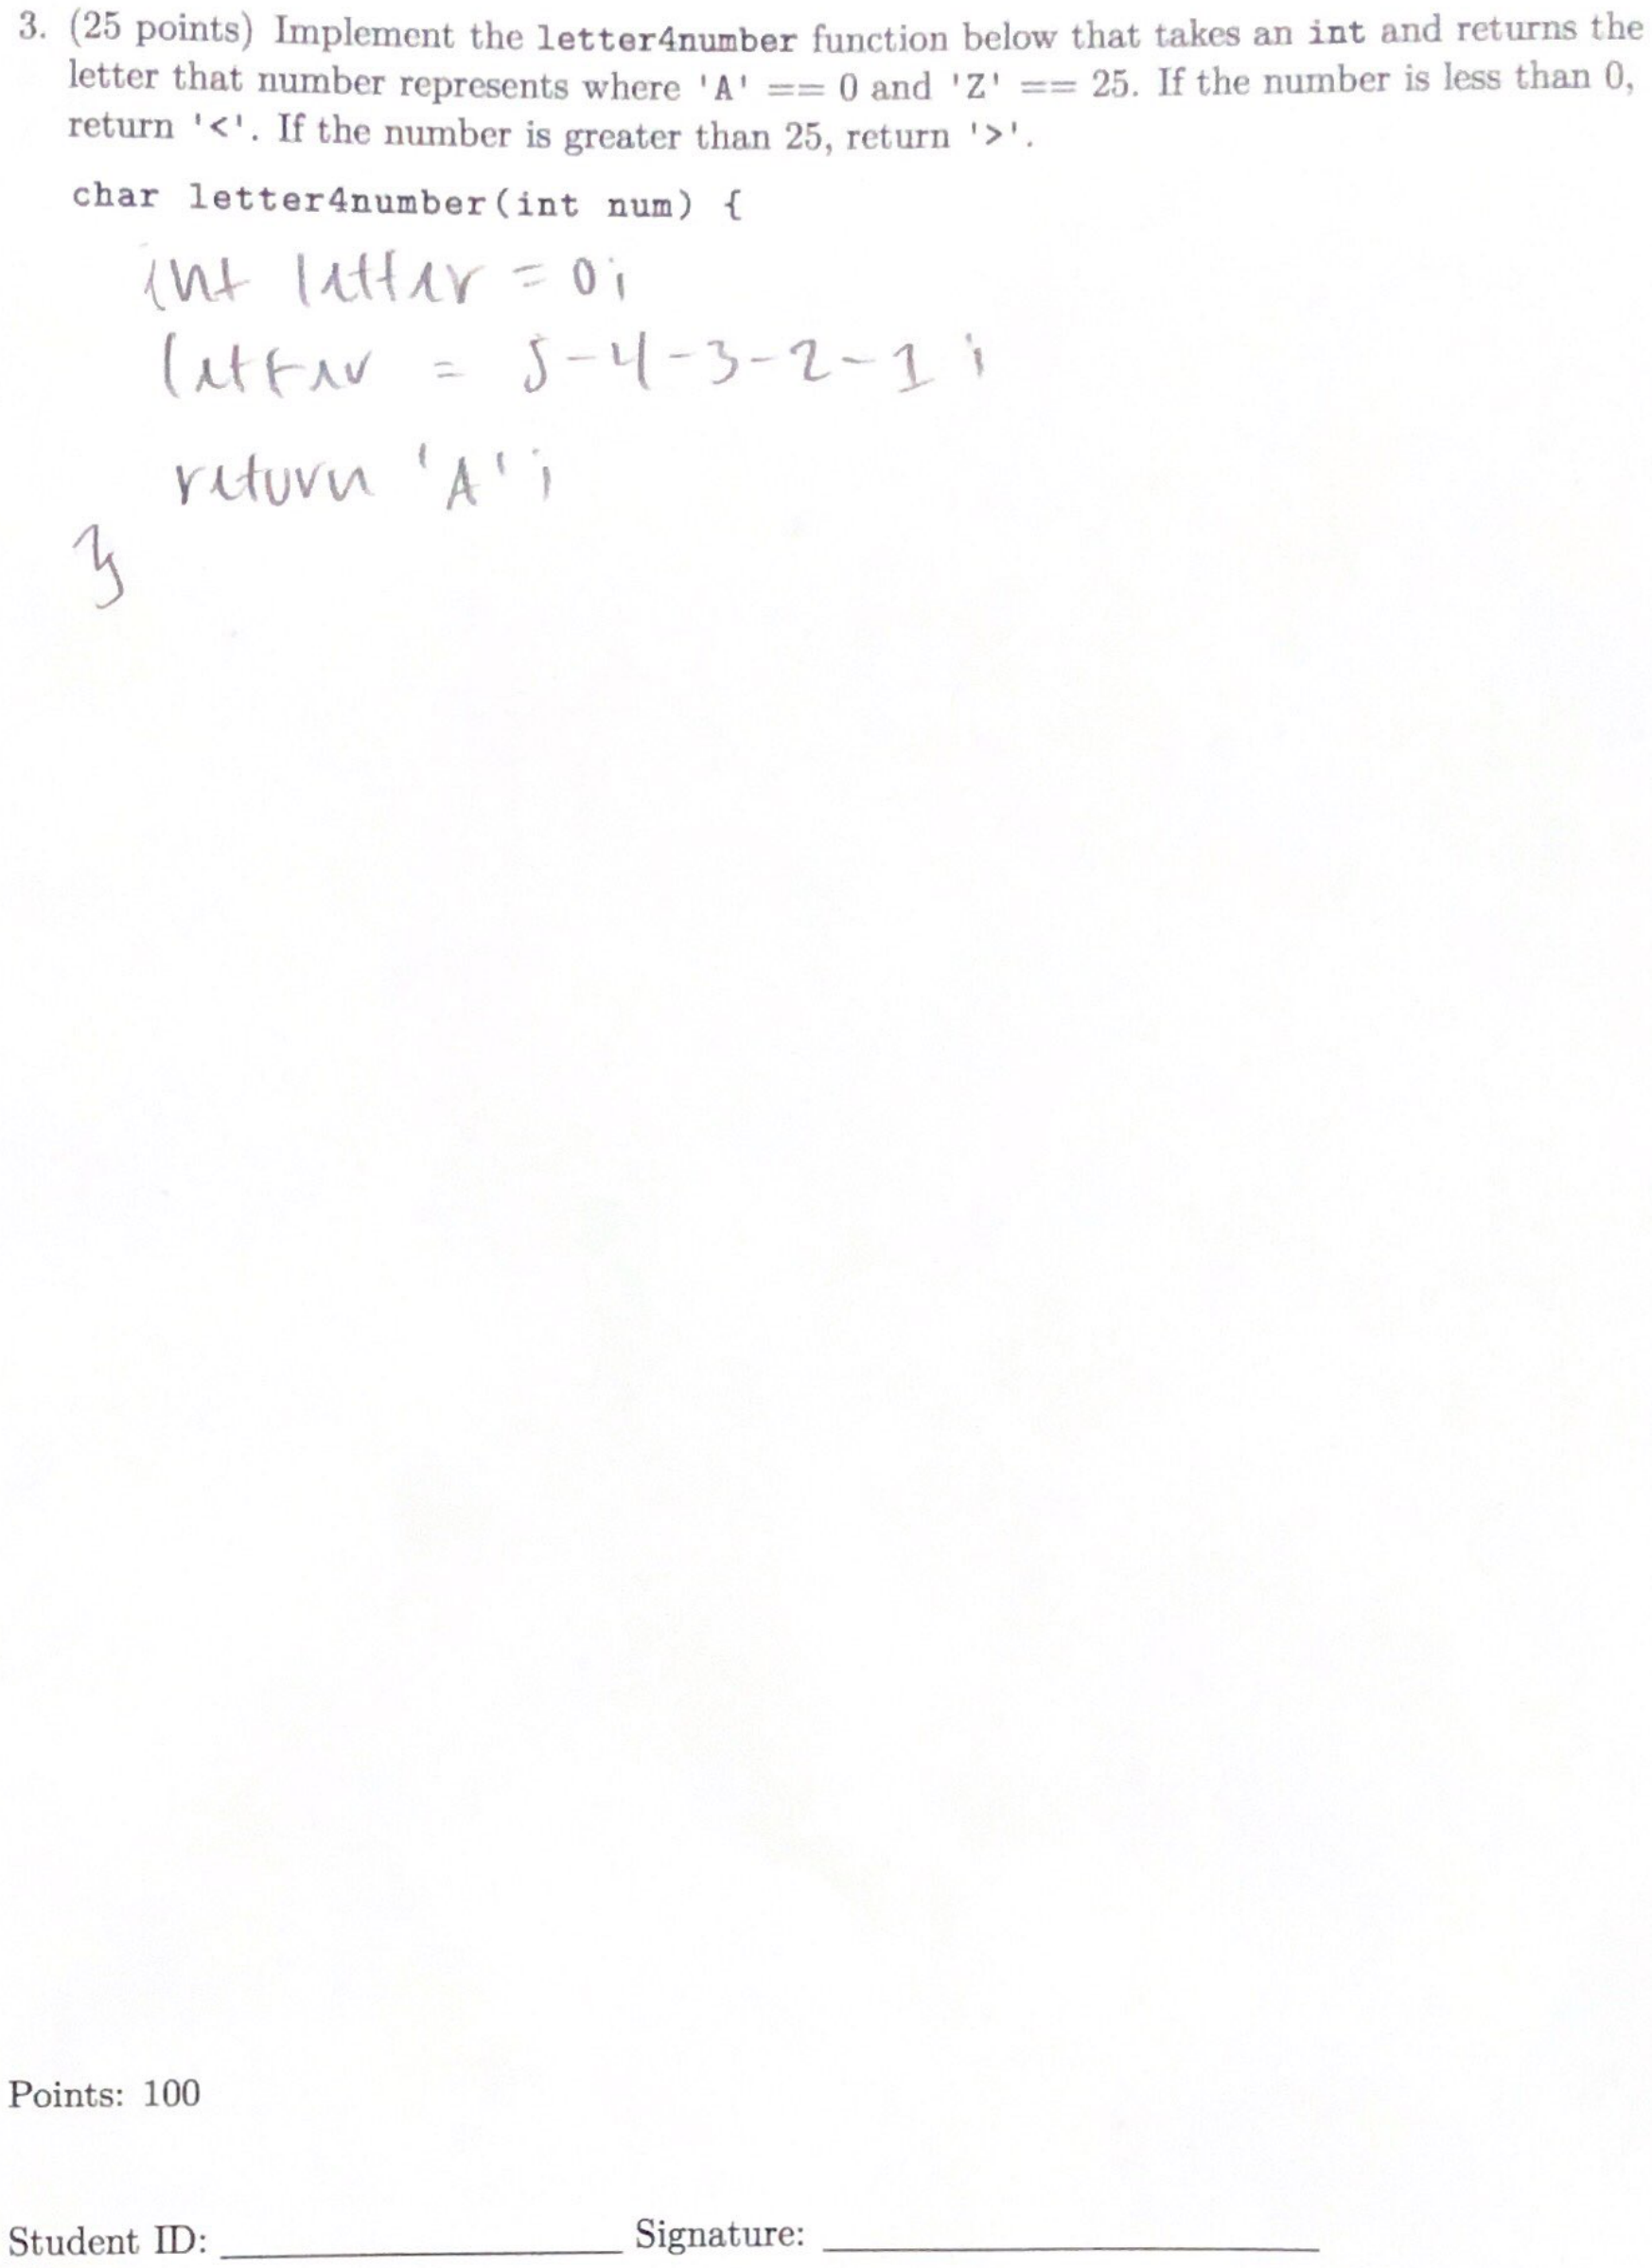 3. (25 points) Implement the letter4number function below that takes an int and returns the
letter that number represents where 'A' == 0 and 'Z' == 25. If the number is less than 0,
return '<'. If the number is greater than 25, return '>'.
char letter4number(int num) {
int letter = 0;
letter = 5-4-3-2-1;
return 'A';
}
Points: 100
Student ID: Signature: